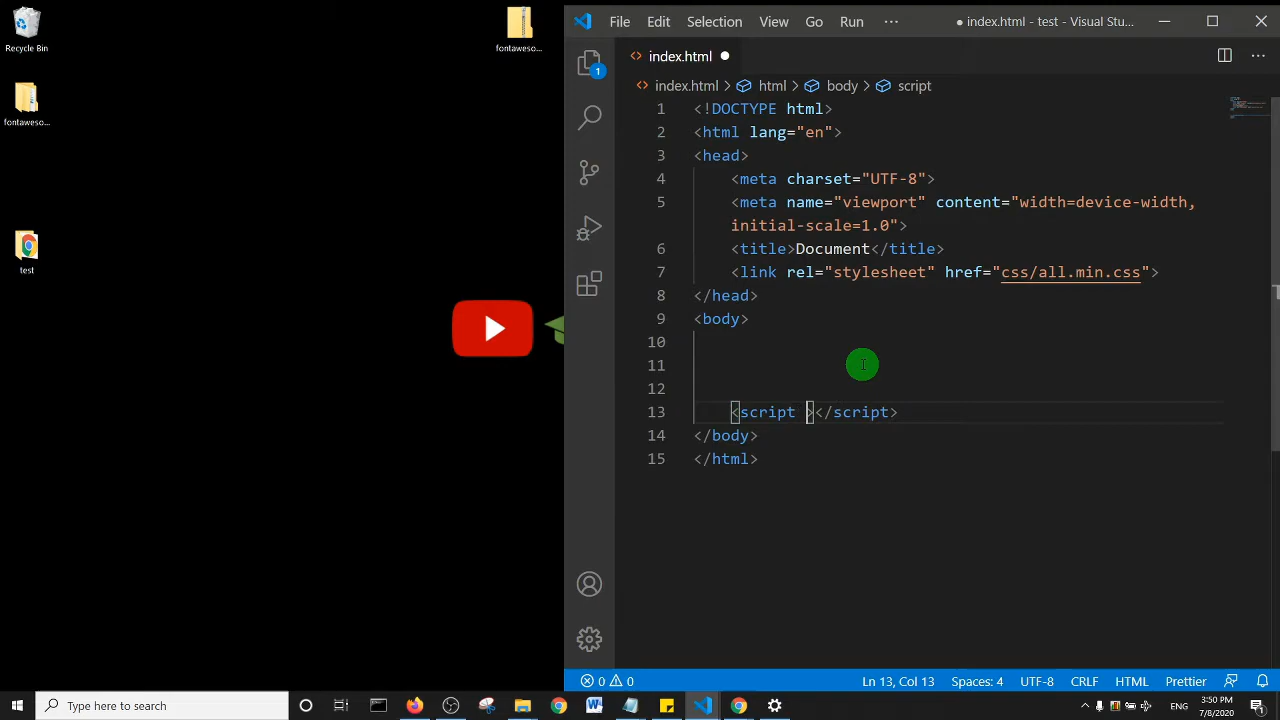 Recycle Bin
fontaweso...
fontaweso...
test
File Edit Selection View Go Run ··· ● index.html - test - Visual Stu...
index.html
index.html > html > body > script
1 <!DOCTYPE html>
2 <html lang="en">
3 <head>
4 <meta charset="UTF-8">
5 <meta name="viewport" content="width=device-width,
initial-scale=1.0">
6 <title>Document</title>
7 <link rel="stylesheet" href="css/all.min.css">
8 </head>
9 <body>
10
11
12
13 <script ></script>
14 </body>
15 </html>
1
0 0 Ln 13, Col 13 Spaces: 4 UTF-8 CRLF HTML Prettier
Type here to search
ENG
3:50 PM
7/8/2020